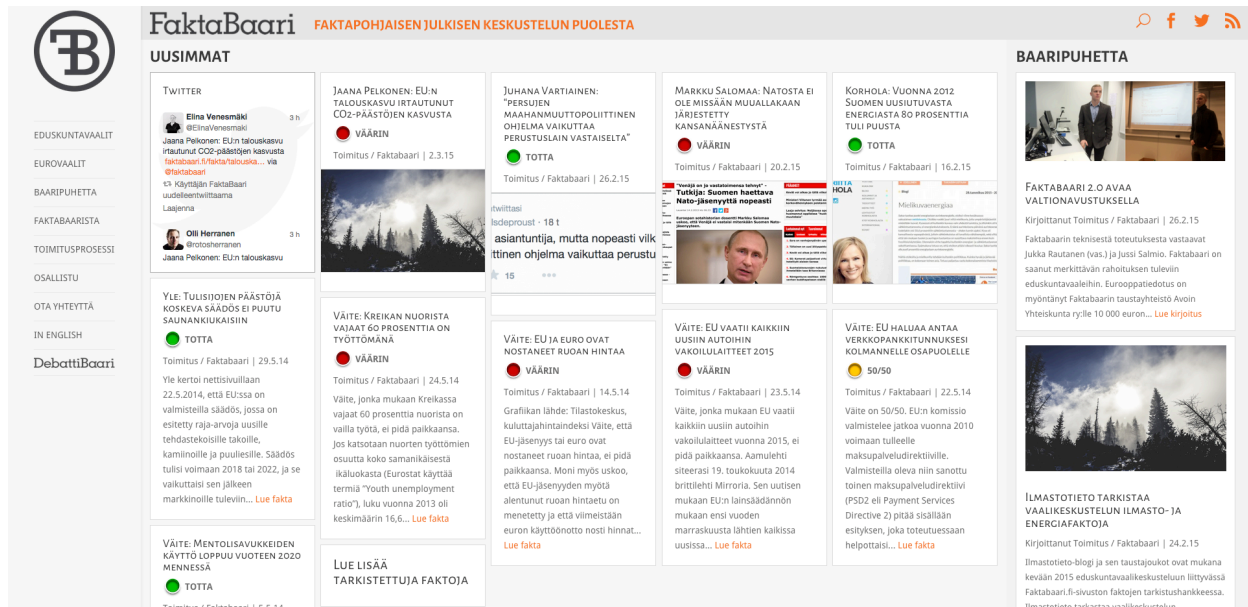 FaktaBaari
FAKTAPOHJAISEN JULKISEN KESKUSTELUN PUOLESTA
EDUSKUNTAVAALIT
EUROVAALIT
BAARIPUHETTA
FAKTABAARISTA
TOIMITUSPROSESSI
OSALLISTU
OTA YHTEYTTÄ
IN ENGLISH
DebattiBaari
UUSIMMAT
Twitter
Elina Venesmäki 3 h
@ElinaVenesmaki
Jaana Pelkonen: EU:n talouskasvu
irtautunut CO2-päästöjen kasvusta
faktabaari.fi/fakta/talouska... via
@faktabaari
Käyttäjän FaktaBaari
uudelleentwiittaama
Laajenna
Olli Herranen 3 h
@rotosherranen
Jaana Pelkonen: EU:n talouskasvu
Yle: Tulisijojen päästöjä
koskeva säädös ei puutu
saunankiukaisiin
TOTTA
Toimitus / Faktabaari | 29.5.14
Yle kertoi nettisivuillaan
22.5.2014, että EU:ssa on
valmisteilla säädös, jossa on
esitetty raja-arvoja uusille
tehdastekoisille takoille,
kamiinoille ja puuliesille. Säädös
tulisi voimaan 2018 tai 2022, ja se
vaikuttaisi sen jälkeen
markkinoille tuleviin... Lue fakta
Väite: Mentolisavukkeiden
käyttö loppuu vuoteen 2020
mennessä
TOTTA
Jaana Pelkonen: EU:n
talouskasvu irtautunut
CO2-päästöjen kasvusta
VÄÄRIN
Toimitus / Faktabaari | 2.3.15
Väite: Kreikan nuorista
vajaat 60 prosenttia on
työttömänä
VÄÄRIN
Toimitus / Faktabaari | 24.5.14
Väite, jonka mukaan Kreikassa
vajaat 60 prosenttia nuorista on
vailla työtä, ei pidä paikkaansa.
Jos katsotaan nuorten työttömien
osuutta koko samanikäisestä
ikäluokasta (Eurostat käyttää
termiä "Youth unemployment
ratio"), luku vuonna 2013 oli
keskimäärin 16,6... Lue fakta
Lue lisää
tarkistettuja faktoja
Juhana Vartiainen:
"Persujen
maahanmuuttopoliittinen
ohjelma vaikuttaa
perustuslain vastaiselta"
TOTTA
Toimitus / Faktabaari | 26.2.15
twiittasi
lsdeproust · 18 t
asiantuntija, mutta nopeasti vilk
ittinen ohjelma vaikuttaa perustu
15
Väite: EU ja euro ovat
nostaneet ruoan hintaa
VÄÄRIN
Toimitus / Faktabaari | 14.5.14
Grafiikan lähde: Tilastokeskus,
kuluttajahintaindeksi Väite, että
EU-jäsenyys tai euro ovat
nostaneet ruoan hintaa, ei pidä
paikkaansa. Moni myös uskoo,
että EU-jäsenyyden myötä
alentunut ruoan hintaetu on
menetetty ja että viimeistään
euron käyttöönotto nosti hinnat...
Lue fakta
Markku Salomaa: Natosta ei
ole missään muuallakaan
järjestetty
kansanäänestystä
VÄÄRIN
Toimitus / Faktabaari | 20.2.15
"Venäjä on jo vastatoimensa tehnyt" -
Tutkija: Suomen haettava
Nato-jäsenyyttä nopeasti
Väite: EU vaatii kaikkiin
uusiin autoihin
vakoilulaitteet 2015
VÄÄRIN
Toimitus / Faktabaari | 23.5.14
Väite, jonka mukaan EU vaatii
kaikkiin uusiin autoihin
vakoilulaitteet vuonna 2015, ei
pidä paikkaansa. Aamulehti
siteerasi 19. toukokuuta 2014
brittilehti Mirroria. Sen uutisen
mukaan EU:n lainsäädännön
mukaan ensi vuoden
marraskuusta lähtien kaikissa
uusissa... Lue fakta
Korhola: Vuonna 2012
Suomen uusiutuvasta
energiasta 80 prosenttia
tuli puusta
TOTTA
Toimitus / Faktabaari | 16.2.15
Mielikuvaenergiaa
Väite: EU haluaa antaa
verkkopankkitunnuksesi
kolmannelle osapuolelle
50/50
Toimitus / Faktabaari | 22.5.14
Väite on 50/50. EU:n komissio
valmistelee jatkoa vuonna 2010
voimaan tulleelle
maksupalveludirektiiville.
Valmisteilla oleva niin sanottu
toinen maksupalveludirektiivi
(PSD2 eli Payment Services
Directive 2) pitää sisällään
esityksen, joka toteutuessaan
helpottaisi... Lue fakta
BAARIPUHETTA
Faktabaari 2.0 avaa
valtionavustuksella
Kirjoittanut Toimitus / Faktabaari | 26.2.15
Faktabaarin teknisestä toteutuksesta vastaavat
Jukka Rautanen (vas.) ja Jussi Salmio. Faktabaari on
saanut merkittävän rahoituksen tuleviin
eduskuntavaaleihin. Eurooppatiedotus on
myöntänyt Faktabaarin taustayhteistö Avoin
Yhteiskunta ry:lle 10 000 euron... Lue kirjoitus
Ilmastotieto tarkistaa
vaalikeskustelun ilmasto- ja
energiafaktoja
Kirjoittanut Toimitus / Faktabaari | 24.2.15
Ilmastotieto-blogi ja sen taustajoukot ovat mukana
kevään 2015 eduskuntavaalikeskusteluun liittyvässä
Faktabaari.fi-sivuston faktojen tarkistushankkeessa.